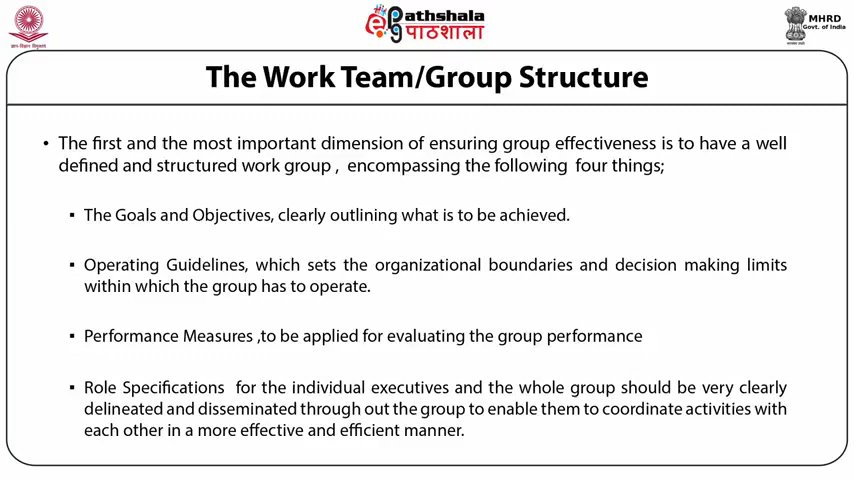 ज्ञान-विज्ञान विमुक्तये
ePathshala
पाठशाला
MHRD
Govt. of India
The Work Team/Group Structure
• The first and the most important dimension of ensuring group effectiveness is to have a well
defined and structured work group , encompassing the following four things;
▪ The Goals and Objectives, clearly outlining what is to be achieved.
▪ Operating Guidelines, which sets the organizational boundaries and decision making limits
within which the group has to operate.
▪ Performance Measures ,to be applied for evaluating the group performance
▪ Role Specifications for the individual executives and the whole group should be very clearly
delineated and disseminated through out the group to enable them to coordinate activities with
each other in a more effective and efficient manner.